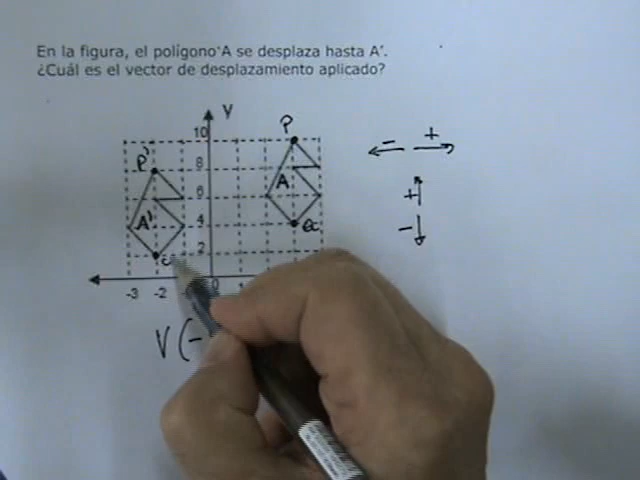 En la figura, el polígono A se desplaza hasta A'.
¿Cuál es el vector de desplazamiento aplicado?
Y
P
10
- +
P'
8
A
6
+
A'
4
Q
-
2
-3 -2 0
V(-